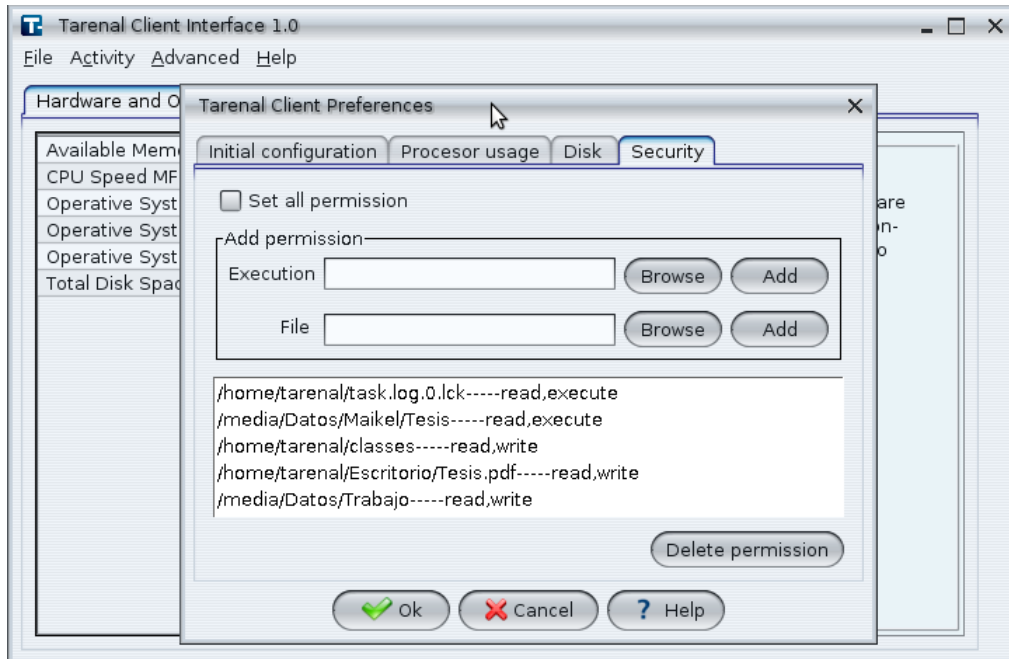 Tarenal Client Interface 1.0
File Activity Advanced Help
Hardware and O
Tarenal Client Preferences
Initial configuration Procesor usage Disk Security
Available Mem
CPU Speed MF
Operative Syst
Operative Syst
Operative Syst
Total Disk Spac
are
on-
o
Set all permission
Add permission
Execution Browse Add
File Browse Add
/home/tarenal/task.log.0.lck-----read,execute
/media/Datos/Maikel/Tesis-----read,execute
/home/tarenal/classes-----read,write
/home/tarenal/Escritorio/Tesis.pdf-----read,write
/media/Datos/Trabajo-----read,write
Delete permission
Ok Cancel ? Help